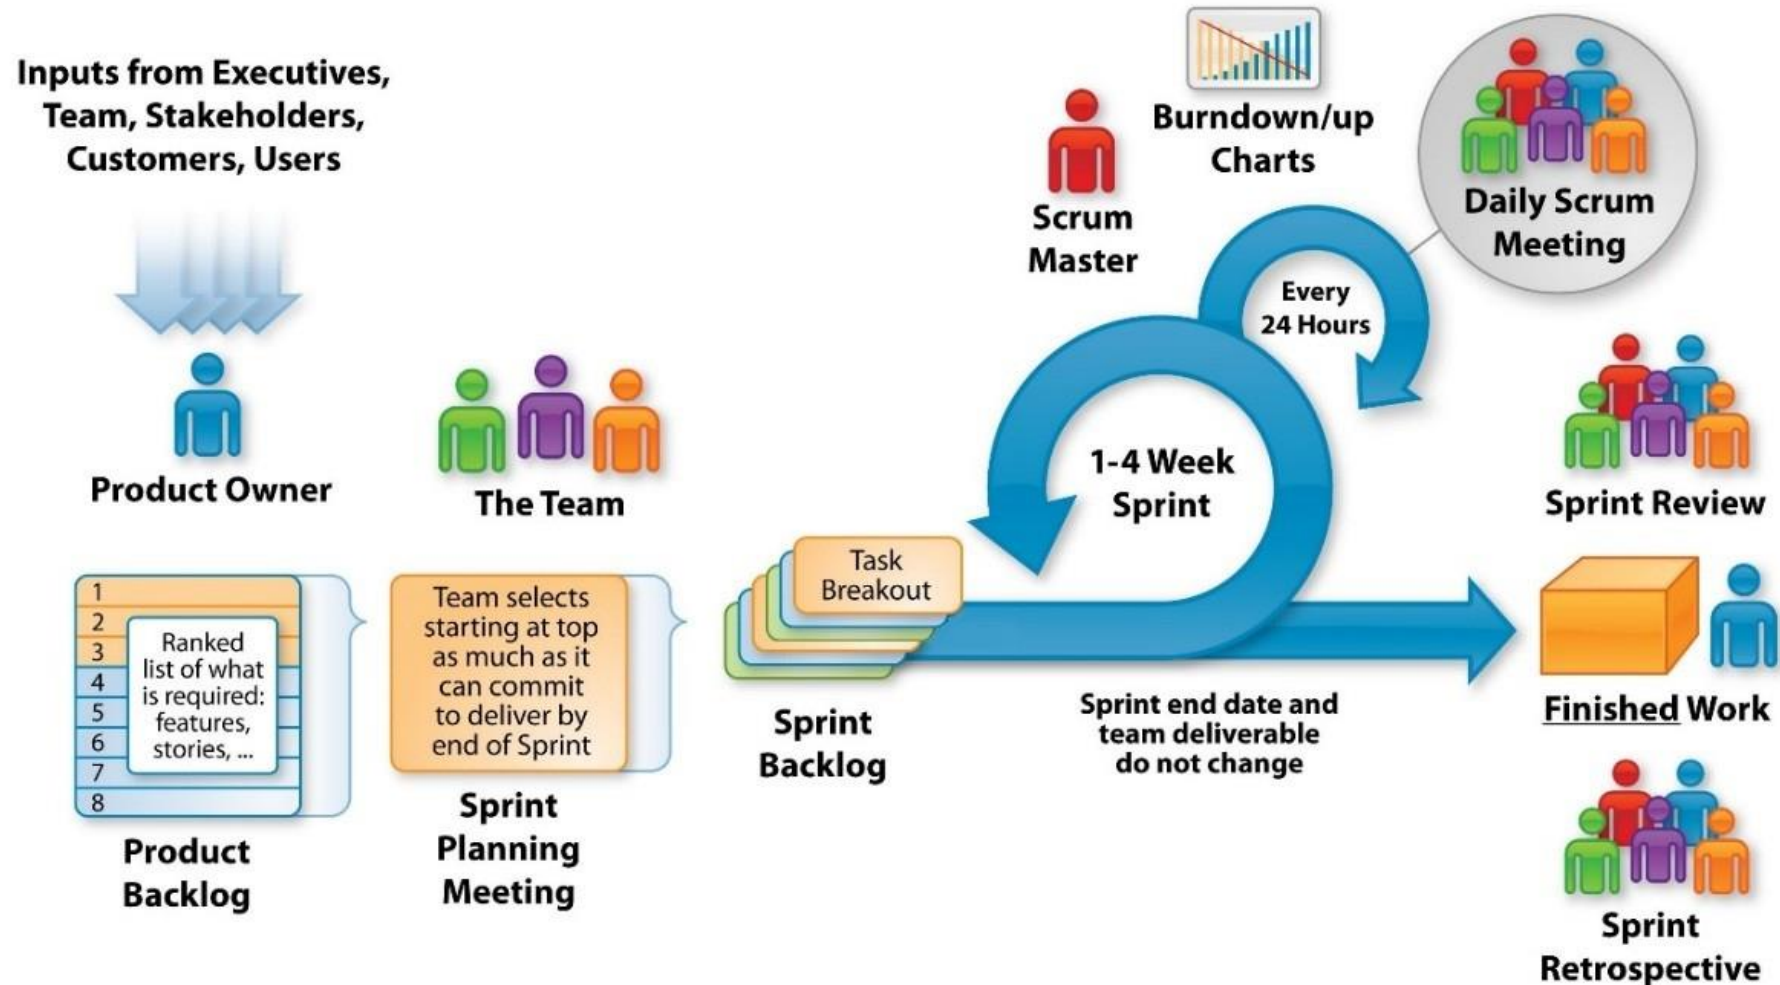 Inputs from Executives,
Team, Stakeholders,
Customers, Users
Product Owner
The Team
1
2
3
4
5
6
7
8
Ranked
list of what
is required:
features,
stories, ...
Product
Backlog
Team selects
starting at top
as much as it
can commit
to deliver by
end of Sprint
Sprint
Planning
Meeting
Task
Breakout
Sprint
Backlog
Scrum
Master
Burndown/up
Charts
Daily Scrum
Meeting
Every
24 Hours
1-4 Week
Sprint
Sprint end date and
team deliverable
do not change
Sprint Review
Finished Work
Sprint
Retrospective